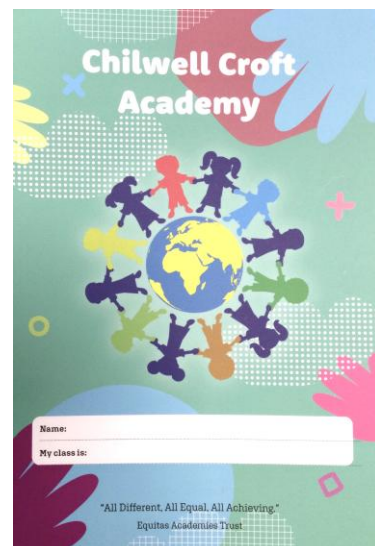 Chilwell Croft
Academy
Name:
My class is:
"All Different, All Equal, All Achieving."
Equitas Academies Trust